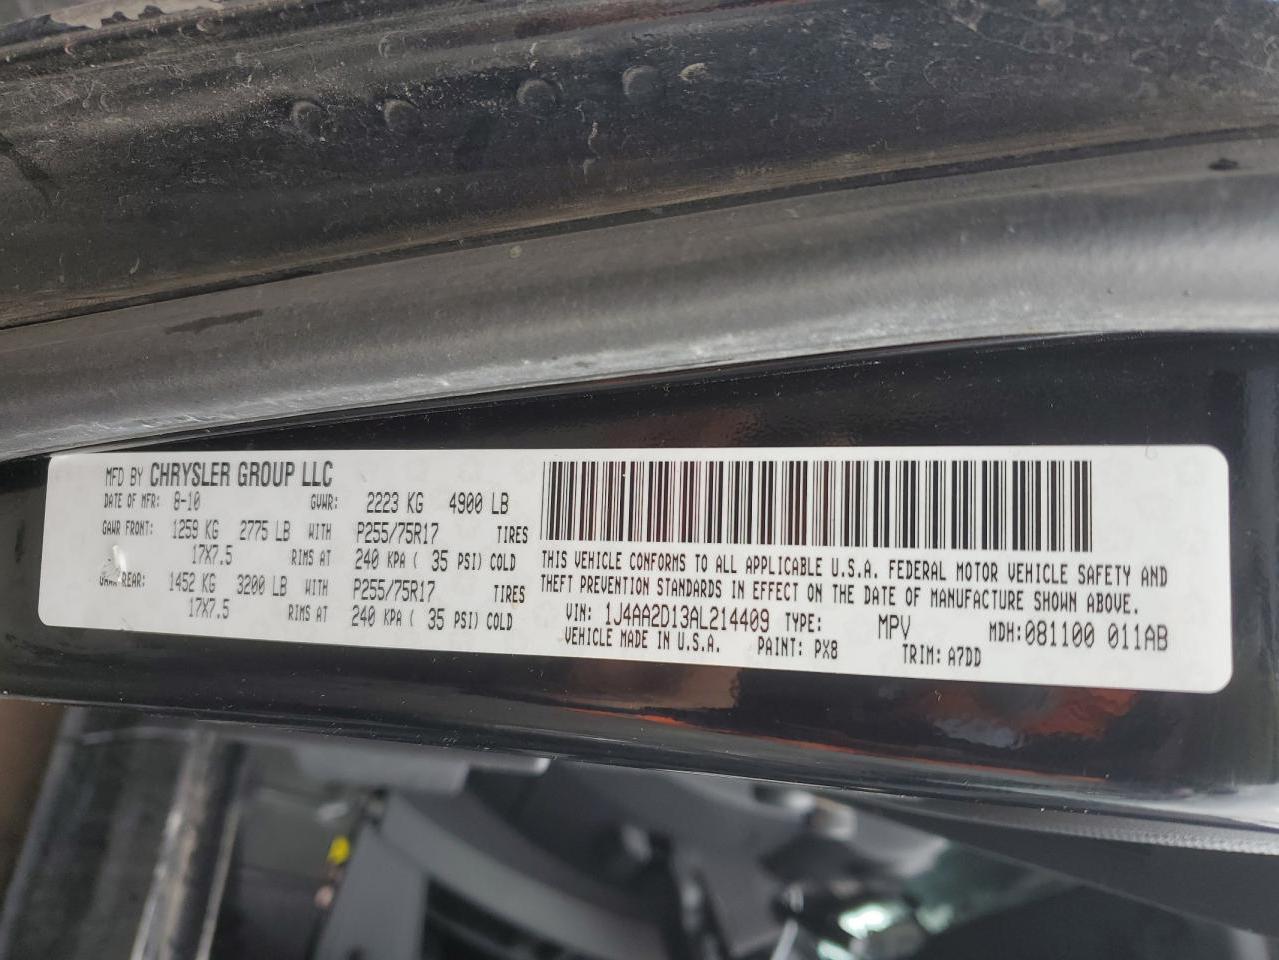 MFD BY CHRYSLER GROUP LLC
DATE OF MFR: 8-10 GVWR: 2223 KG 4900 LB
GAWR FRONT: 1259 KG 2775 LB WITH P255/75R17 TIRES
17X7.5 RIMS AT 240 KPA ( 35 PSI) COLD
GAWR REAR: 1452 KG 3200 LB WITH P255/75R17 TIRES
17X7.5 RIMS AT 240 KPA ( 35 PSI) COLD
THIS VEHICLE CONFORMS TO ALL APPLICABLE U.S.A. FEDERAL MOTOR VEHICLE SAFETY AND
THEFT PREVENTION STANDARDS IN EFFECT ON THE DATE OF MANUFACTURE SHOWN ABOVE.
VIN: 1J4AA2D13AL214409 TYPE: MPV MDH:081100 011AB
VEHICLE MADE IN U.S.A. PAINT: PX8 TRIM: A7DD